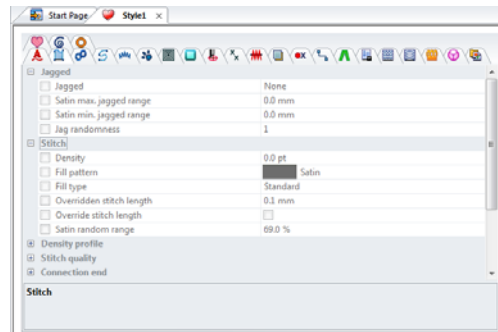 Start Page Style1 x
Jagged
Jagged None
Satin max. jagged range 0.0 mm
Satin min. jagged range 0.0 mm
Jag randomness 1
Stitch
Density 0.0 pt
Fill pattern Satin
Fill type Standard
Overridden stitch length 0.1 mm
Override stitch length
Satin random range 69.0 %
Density profile
Stitch quality
Connection end
Stitch